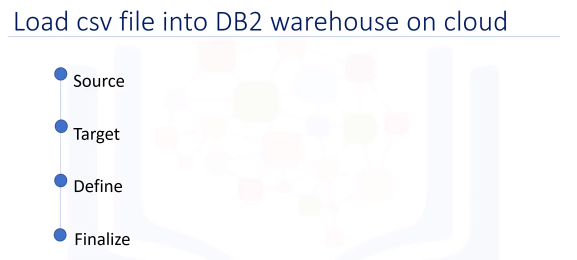 Load csv file into DB2 warehouse on cloud
Source
Target
Define
Finalize